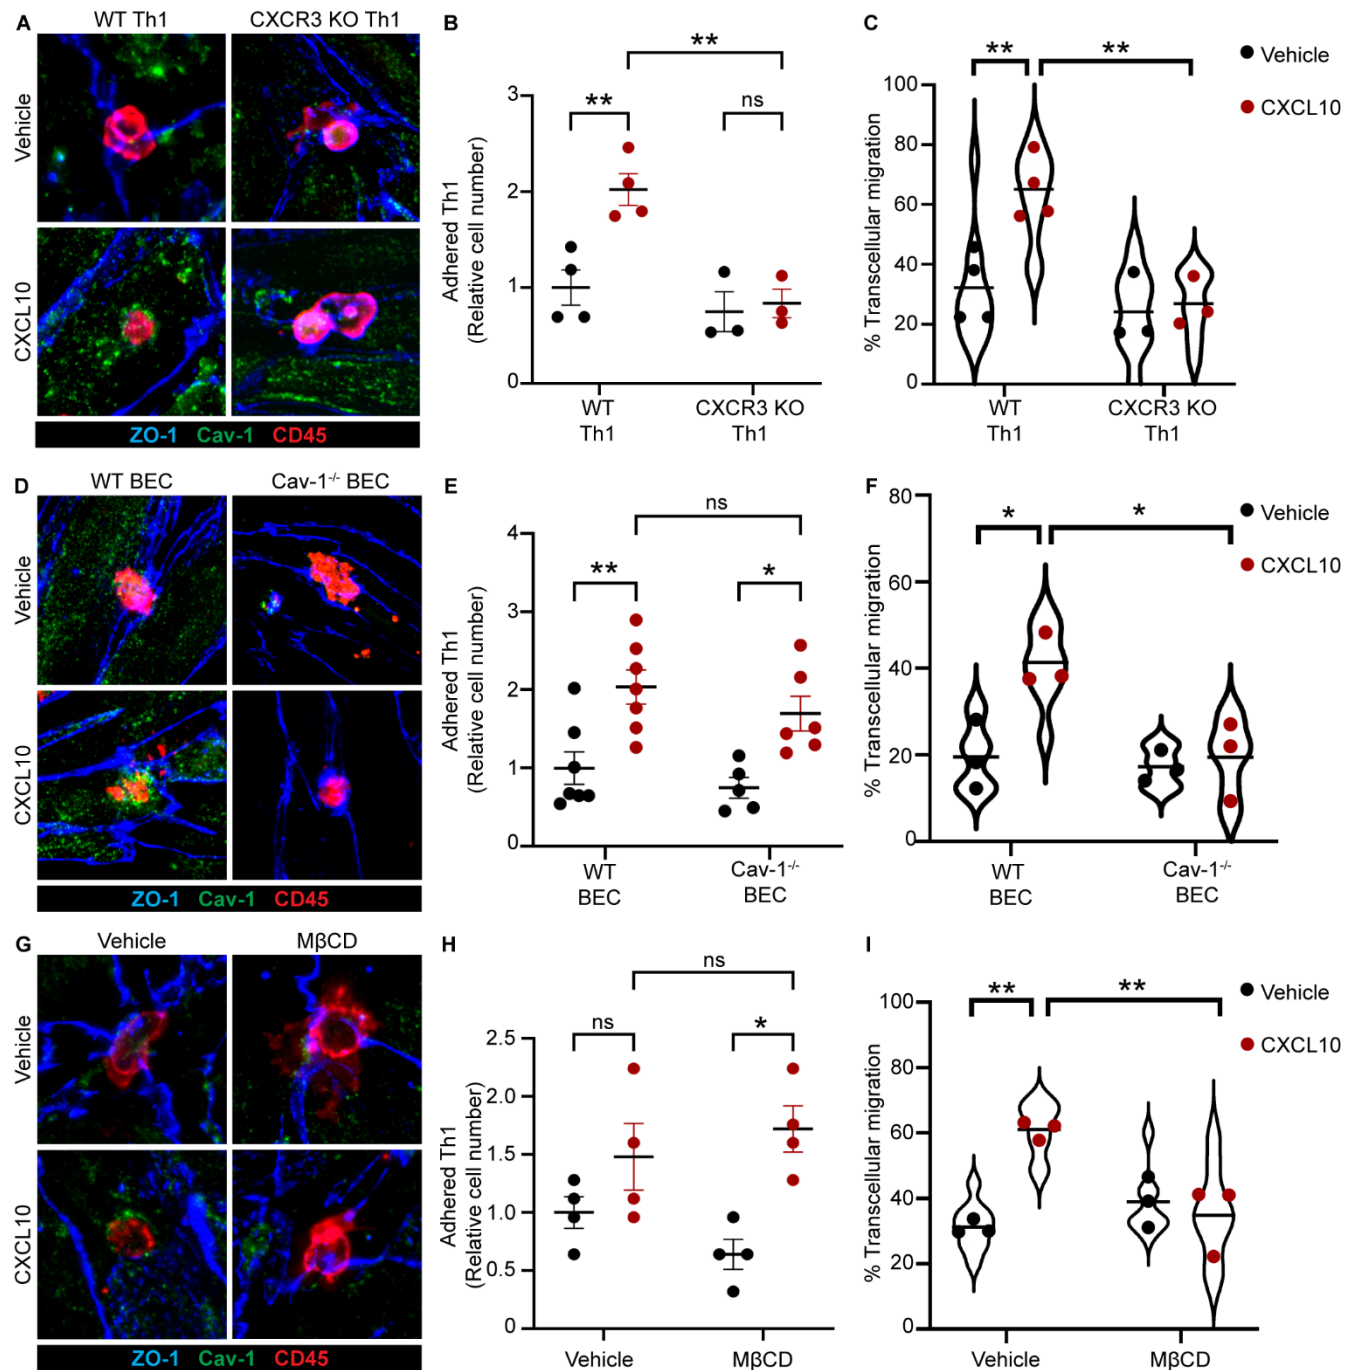 A
WT Th1
CXCR3 KO Th1
Vehicle
CXCL10
ZO-1 Cav-1 CD45
B
**
**
ns
Adhered Th1
(Relative cell number)
3
2
1
0
WT
Th1
CXCR3 KO
Th1
C
**
**
Vehicle
CXCL10
% Transcellular migration
100
80
60
40
20
0
WT
Th1
CXCR3 KO
Th1
D
WT BEC
Cav-1-/- BEC
Vehicle
CXCL10
ZO-1 Cav-1 CD45
E
ns
**
*
Adhered Th1
(Relative cell number)
4
3
2
1
0
WT
BEC
Cav-1-/-
BEC
F
*
*
Vehicle
CXCL10
% Transcellular migration
80
60
40
20
0
WT
BEC
Cav-1-/-
BEC
G
Vehicle
MβCD
Vehicle
CXCL10
ZO-1 Cav-1 CD45
H
ns
ns
*
Adhered Th1
(Relative cell number)
2.5
2.0
1.5
1.0
0.5
0
Vehicle
MβCD
I
**
**
Vehicle
CXCL10
% Transcellular migration
100
80
60
40
20
0
Vehicle
MβCD